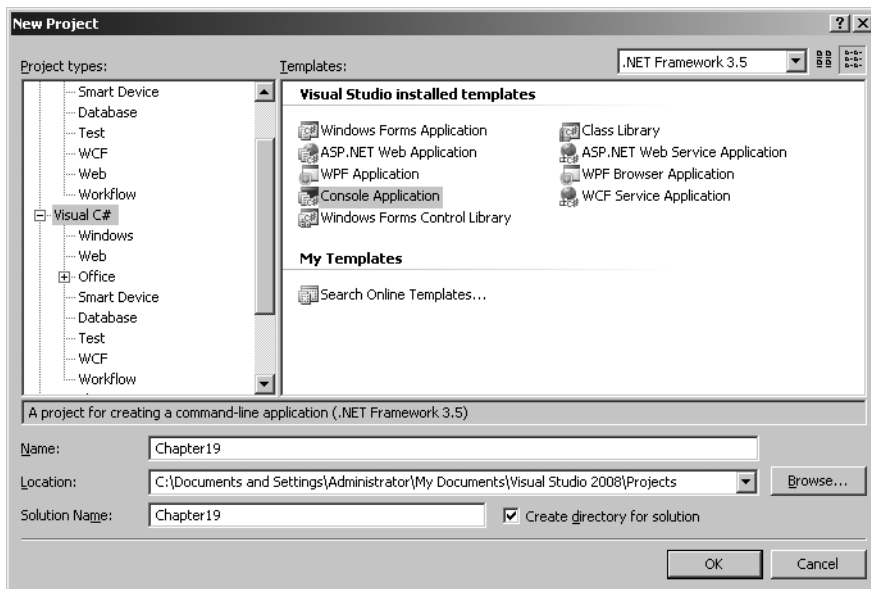 New Project
Project types:
Templates:
.NET Framework 3.5
Smart Device
Database
Test
WCF
Web
Workflow
Visual C#
Windows
Web
Office
Smart Device
Database
Test
WCF
Workflow
Visual Studio installed templates
Windows Forms Application
ASP.NET Web Application
WPF Application
Console Application
Windows Forms Control Library
Class Library
ASP.NET Web Service Application
WPF Browser Application
WCF Service Application
My Templates
Search Online Templates...
A project for creating a command-line application (.NET Framework 3.5)
Name:
Chapter19
Location:
C:\Documents and Settings\Administrator\My Documents\Visual Studio 2008\Projects
Browse...
Solution Name:
Chapter19
Create directory for solution
OK
Cancel